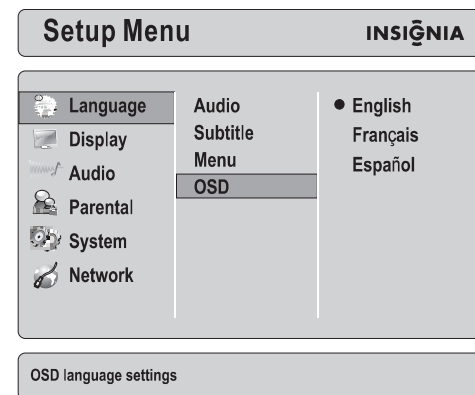 Setup Menu
INSIGNIA
Language
Display
Audio
Parental
System
Network
Audio
Subtitle
Menu
OSD
English
Français
Español
OSD language settings